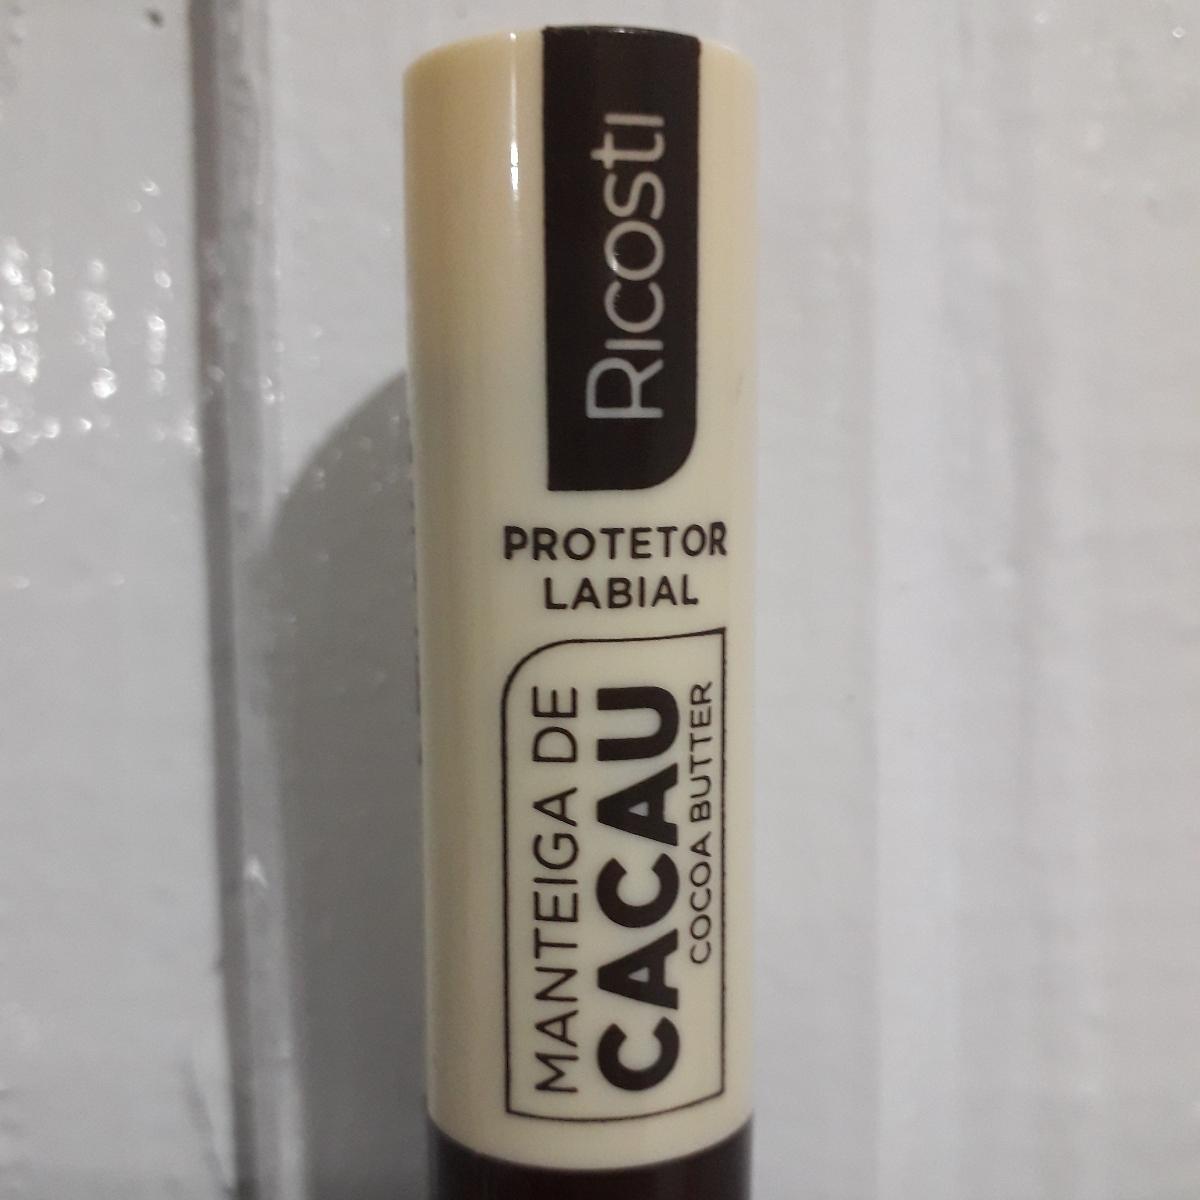 Ricosti
PROTETOR
LABIAL
MANTEIGA DE
CACAU
COCOA BUTTER